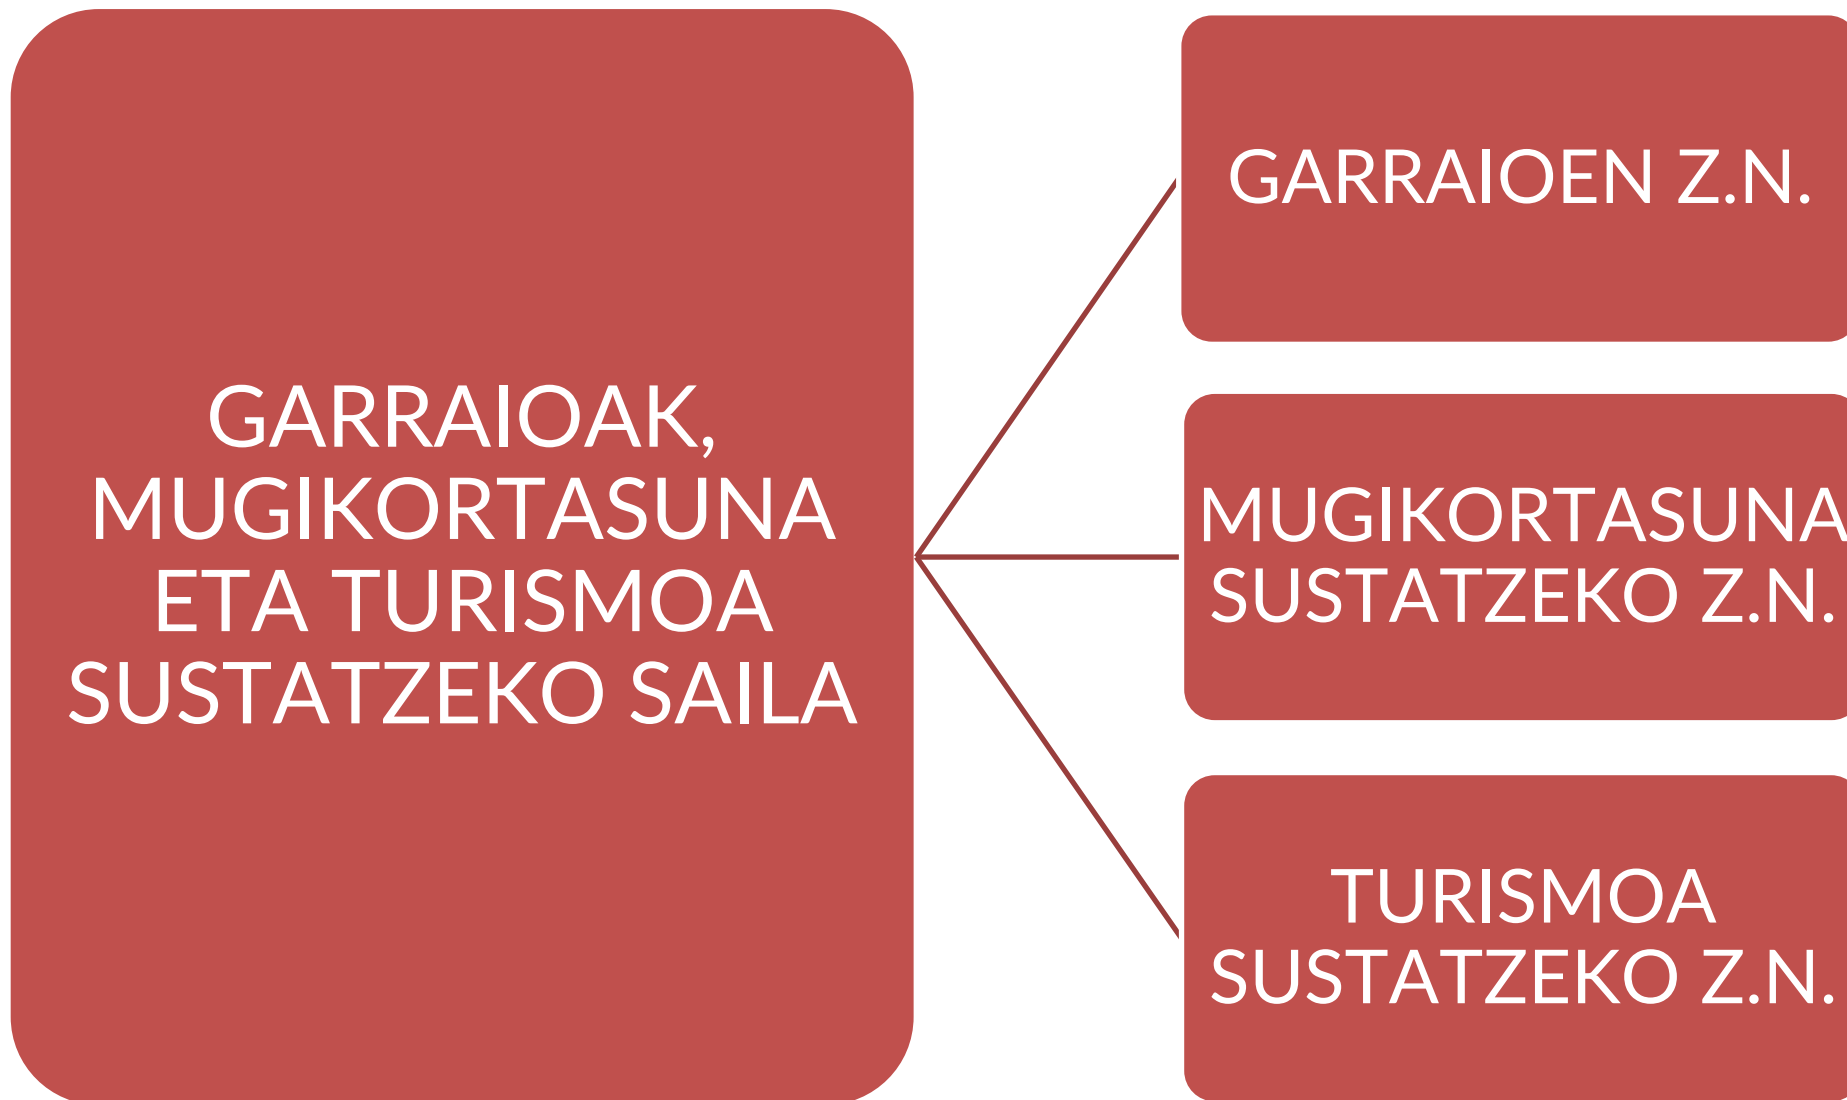 GARRAIOAK,
MUGIKORTASUNA
ETA TURISMOA
SUSTATZEKO SAILA
GARRAIOEN Z.N.
MUGIKORTASUNA
SUSTATZEKO Z.N.
TURISMOA
SUSTATZEKO Z.N.